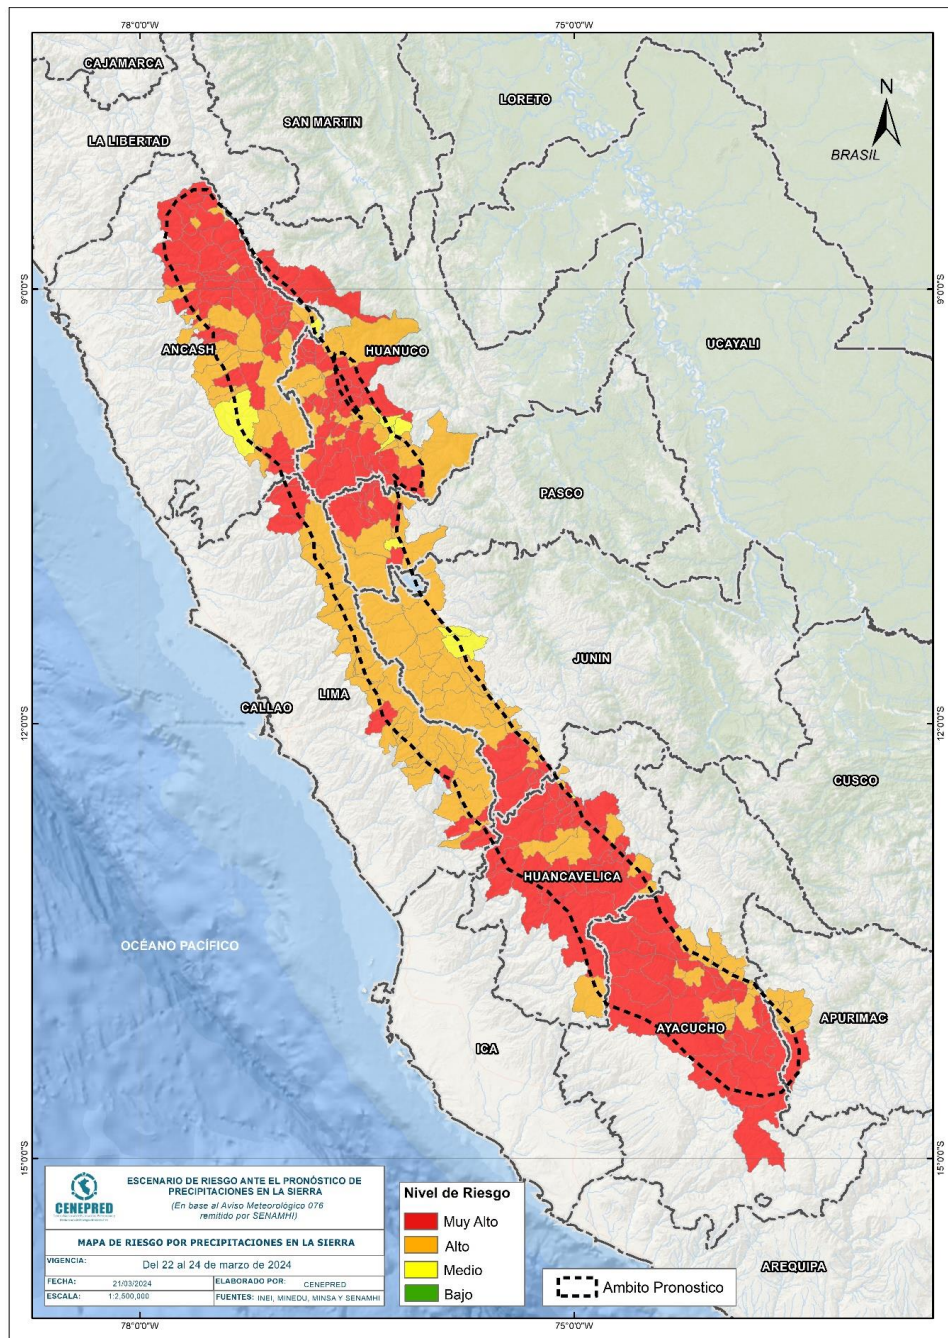 78°0'0"W
75°0'0"W
CAJAMARCA
LORETO
SAN MARTIN
N
LA LIBERTAD
BRASIL
9°0'0"S
9°0'0"S
ANCASH
HUANUCO
UCAYALI
PASCO
JUNIN
LIMA
CALLAO
12°0'0"S
12°0'0"S
CUSCO
HUANCAVELICA
OCÉANO PACÍFICO
APURIMAC
AYACUCHO
ICA
15°0'0"S
15°0'0"S
AREQUIPA
CENEPRED
ESCENARIO DE RIESGO ANTE EL PRONÓSTICO DE
PRECIPITACIONES EN LA SIERRA
(En base al Aviso Meteorológico 076
remitido por SENAMHI)
MAPA DE RIESGO POR PRECIPITACIONES EN LA SIERRA
VIGENCIA:
Del 22 al 24 de marzo de 2024
FECHA: 21/03/2024
ELABORADO POR: CENEPRED
ESCALA: 1:2,500,000
FUENTES: INEI, MINEDU, MINSA Y SENAMHI
Nivel de Riesgo
Muy Alto
Alto
Medio
Bajo
Ambito Pronostico
78°0'0"W
75°0'0"W